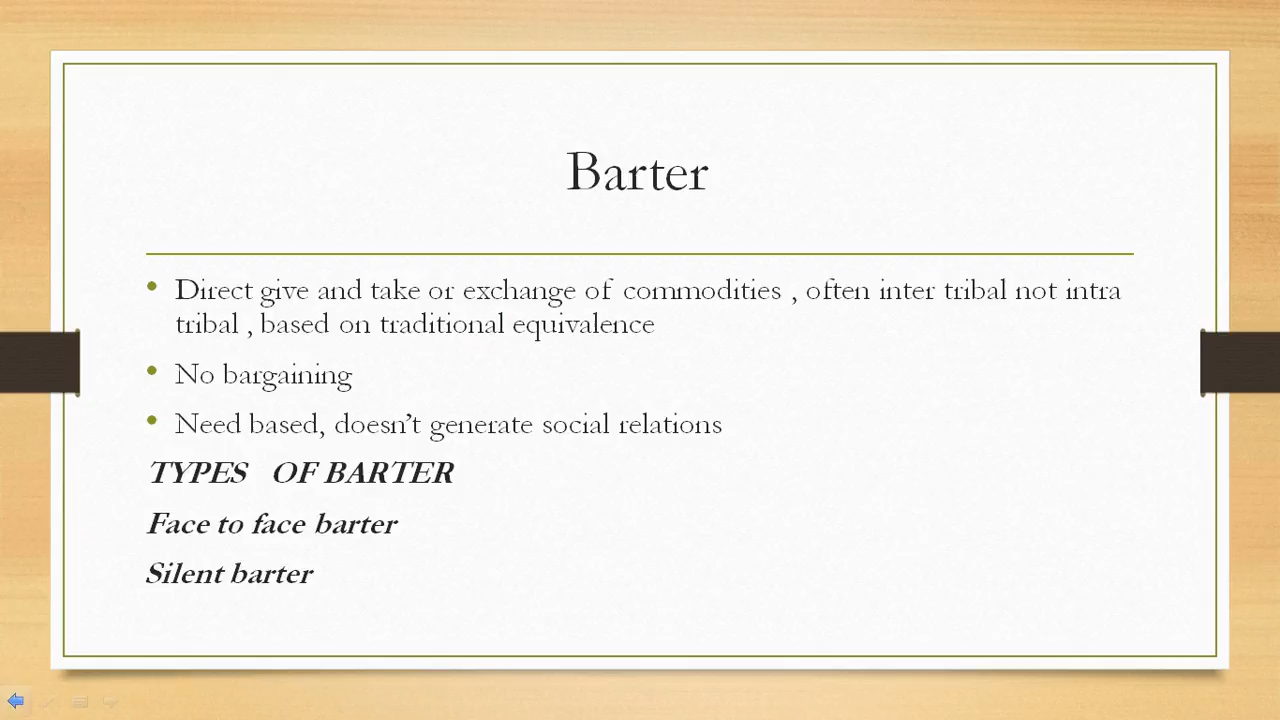 Barter
• Direct give and take or exchange of commodities , often inter tribal not intra
tribal , based on traditional equivalence
• No bargaining
• Need based, doesn’t generate social relations
TYPES OF BARTER
Face to face barter
Silent barter